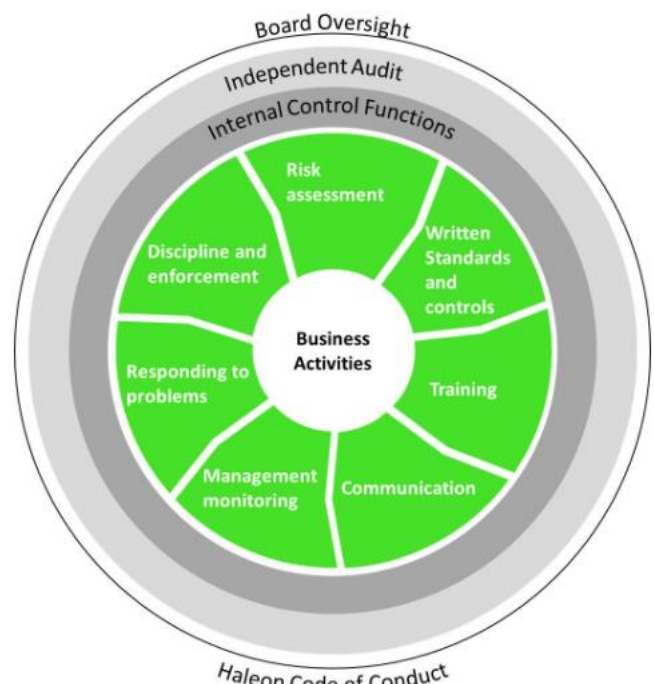 Board Oversight
Independent Audit
Internal Control Functions
Risk
assessment
Written
Standards
and
controls
Training
Communication
Management
monitoring
Responding to
problems
Discipline and
enforcement
Business
Activities
Haleon Code of Conduct